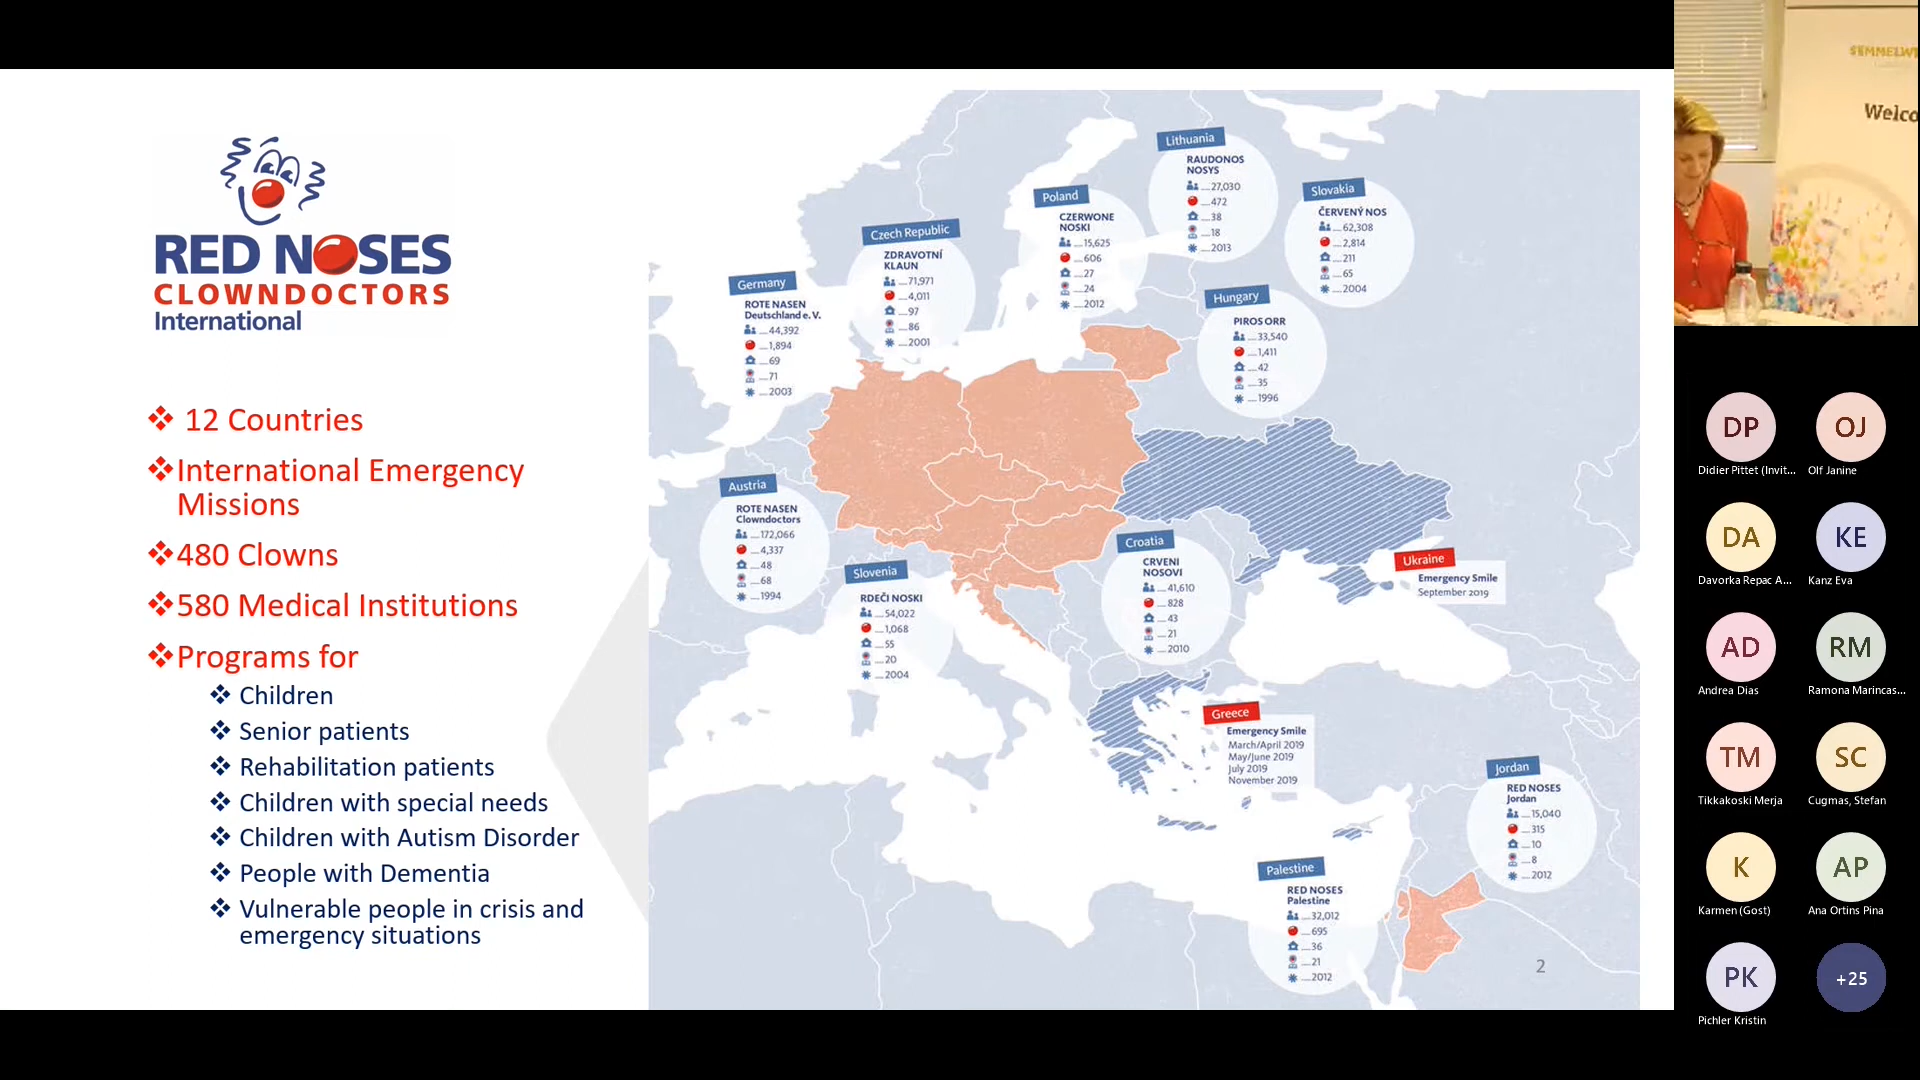 RED NOSES
CLOWNDOCTORS
International
12 Countries
International Emergency
Missions
480 Clowns
580 Medical Institutions
Programs for
Children
Senior patients
Rehabilitation patients
Children with special needs
Children with Autism Disorder
People with Dementia
Vulnerable people in crisis and
emergency situations
Lithuania
RAUDONOS
NOSYS
27,030
472
38
18
2013
Slovakia
ČERVENÝ NOS
62,308
2,814
211
65
2004
Poland
CZERWONE
NOSKI
15,625
606
27
24
2012
Czech Republic
ZDRAVOTNÍ
KLAUN
71,971
4,011
97
86
2001
Germany
ROTE NASEN
Deutschland e. V.
44,392
1,894
69
71
2003
Hungary
PIROS ORR
33,540
1,411
42
35
1996
Austria
ROTE NASEN
Clowndoctors
172,066
4,337
48
68
1994
Slovenia
RDEČI NOSKI
54,022
1,068
55
20
2004
Croatia
CRVENI
NOSOVI
41,610
828
43
21
2010
Ukraine
Emergency Smile
September 2019
Greece
Emergency Smile
March/April 2019
May/June 2019
July 2019
November 2019
Jordan
RED NOSES
Jordan
15,040
315
10
8
2012
Palestine
RED NOSES
Palestine
32,012
695
36
21
2012
2
SEMMELW
Welco
DP
Didier Pittet (Invit...
OJ
Olf Janine
DA
Davorka Repac A...
KE
Kanz Eva
AD
Andrea Dias
RM
Ramona Marincas...
TM
Tikkakoski Merja
SC
Cugmas, Stefan
K
Karmen (Gost)
AP
Ana Ortins Pina
PK
Pichler Kristin
+25